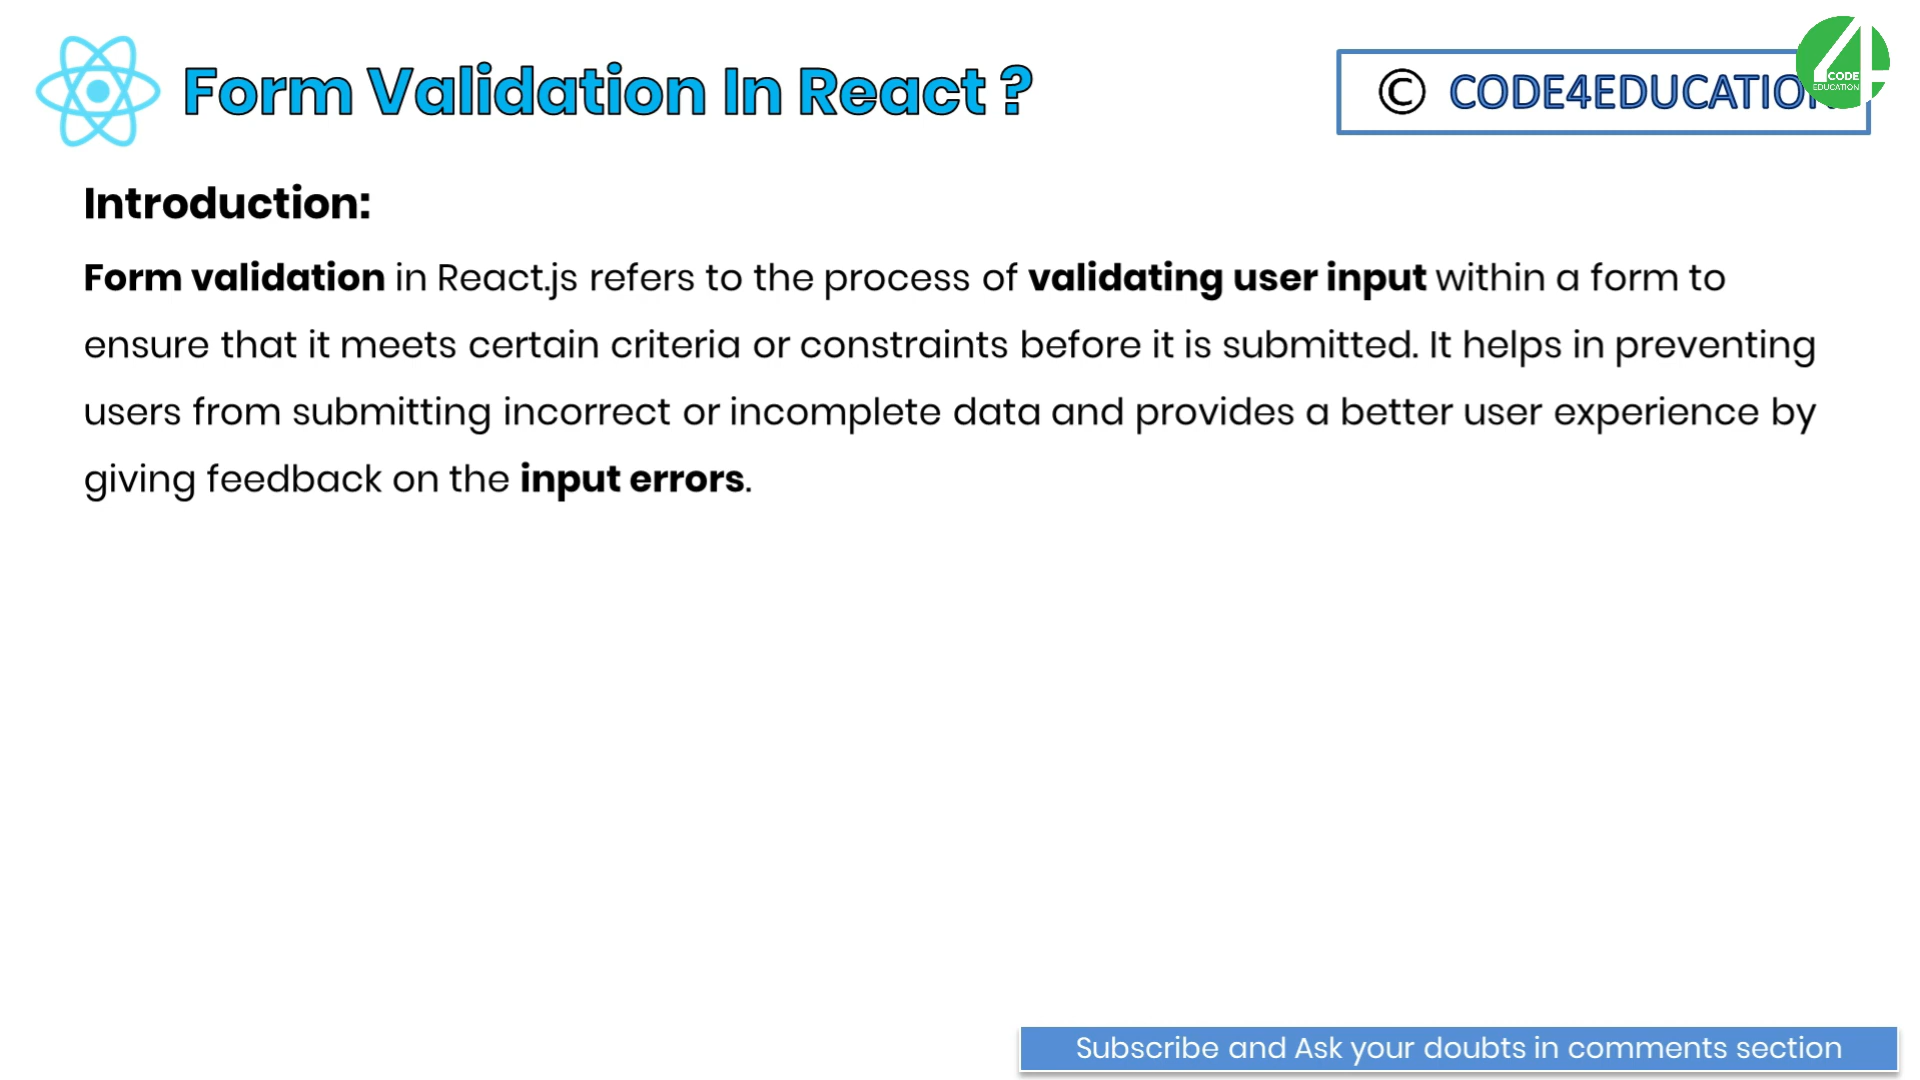 Form Validation In React ?
© CODE4EDUCATION
CODE
EDUCATION
Introduction:
Form validation in React.js refers to the process of validating user input within a form to
ensure that it meets certain criteria or constraints before it is submitted. It helps in preventing
users from submitting incorrect or incomplete data and provides a better user experience by
giving feedback on the input errors.
Subscribe and Ask your doubts in comments section